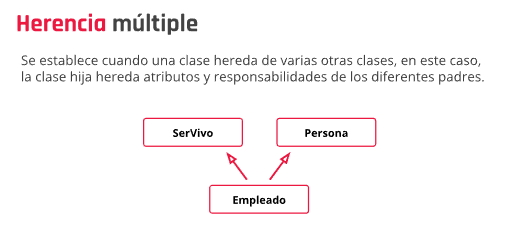 Herencia múltiple
Se establece cuando una clase hereda de varias otras clases, en este caso,
la clase hija hereda atributos y responsabilidades de los diferentes padres.
SerVivo
Persona
Empleado